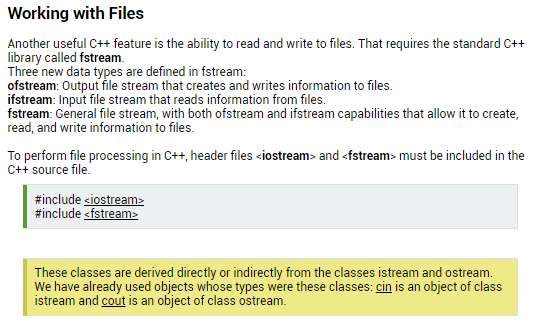 Working with Files
Another useful C++ feature is the ability to read and write to files. That requires the standard C++
library called fstream.
Three new data types are defined in fstream:
ofstream: Output file stream that creates and writes information to files.
ifstream: Input file stream that reads information from files.
fstream: General file stream, with both ofstream and ifstream capabilities that allow it to create,
read, and write information to files.
To perform file processing in C++, header files <iostream> and <fstream> must be included in the
C++ source file.
#include <iostream>
#include <fstream>
These classes are derived directly or indirectly from the classes istream and ostream.
We have already used objects whose types were these classes: cin is an object of class
istream and cout is an object of class ostream.